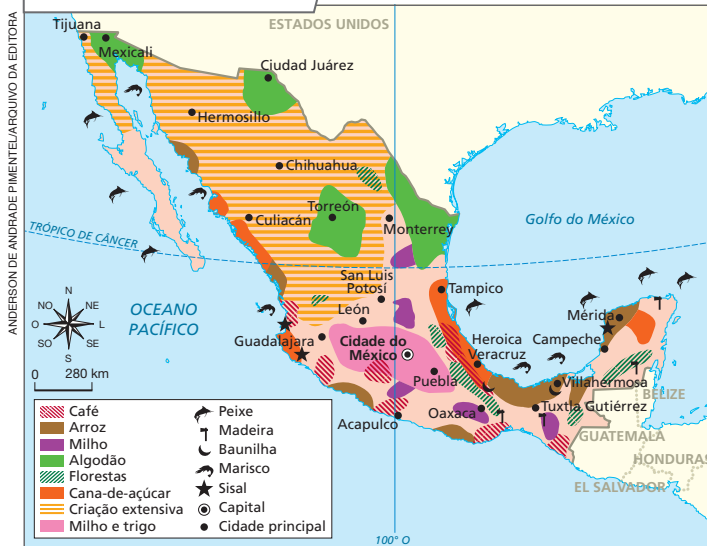 ANDERSON DE ANDRADE PIMENTEL/ARQUIVO DA EDITORA
ESTADOS UNIDOS
Tijuana
Mexicali
Ciudad Juárez
Hermosillo
Chihuahua
Torreón
Culiacán
Monterrey
Golfo do México
TRÓPICO DE CÂNCER
San Luis
Potosí
Tampico
León
OCEANO
PACÍFICO
N
NO
NE
O
L
SO
SE
S
0
280 km
Guadalajara
Cidade do
México
Heroica
Veracruz
Mérida
Campeche
Puebla
Villahermosa
BELIZE
Oaxaca
Tuxtla Gutiérrez
Acapulco
GUATEMALA
HONDURAS
EL SALVADOR
Café
Arroz
Milho
Algodão
Florestas
Cana-de-açúcar
Criação extensiva
Milho e trigo
Peixe
Madeira
Baunilha
Marisco
Sisal
Capital
Cidade principal
100° O